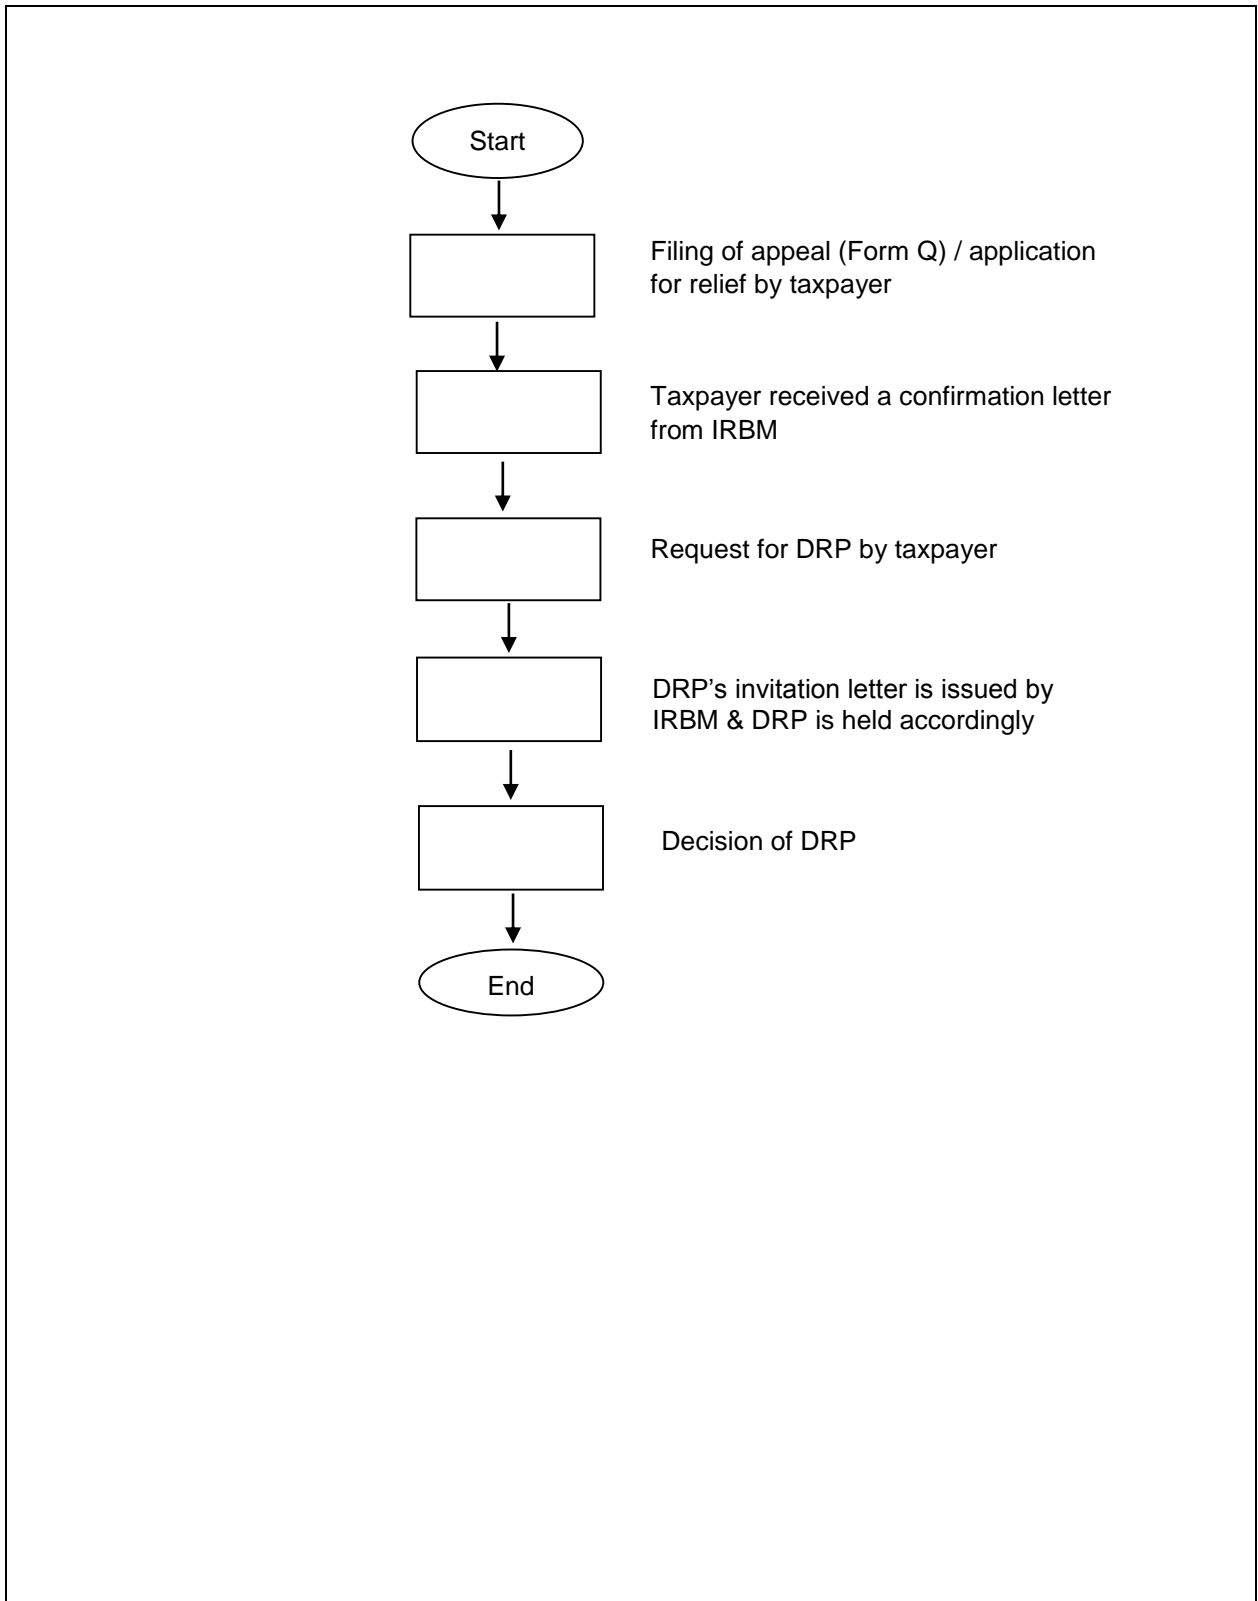 Start
Filing of appeal (Form Q) / application
for relief by taxpayer
Taxpayer received a confirmation letter
from IRBM
Request for DRP by taxpayer
DRP’s invitation letter is issued by
IRBM & DRP is held accordingly
Decision of DRP
End